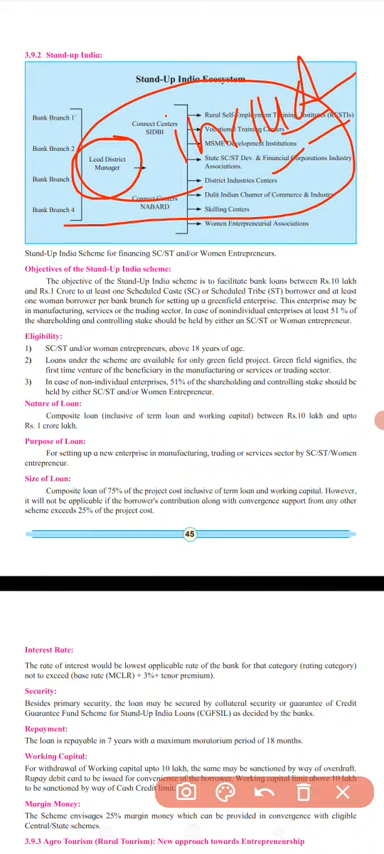 3.9.2 Stand-up India:
Stand-Up India Ecosystem
Bank Branch 1
Bank Branch 2
Bank Branch
Bank Branch 4
Lead District
Manager
Connect Centers
SIDBI
Connect Centers
NABARD
Rural Self-Employment Training Institutes (RCSTIs)
Vocational Training Centers
MSME Development Institutions
State SC/ST Dev. & Financial Corporations Industry
Associations.
District Industries Centers
Dalit Indian Chamer of Commerce & Industry
Skilling Centers
Women Entrepreneurial Associations
Stand-Up India Scheme for financing SC/ST and/or Women Entrepreneurs.
Objectives of the Stand-Up India scheme:
The objective of the Stand-Up India scheme is to facilitate bank loans between Rs.10 lakh
and Rs.1 Crore to at least one Scheduled Caste (SC) or Scheduled Tribe (ST) borrower and at least
one woman borrower per bank branch for setting up a greenfield enterprise. This enterprise may be
in manufacturing, services or the trading sector. In case of nonindividual enterprises at least 51 % of
the shareholding and controlling stake should be held by either an SC/ST or Woman entrepreneur.
Eligibility:
1) SC/ST and/or woman entrepreneurs, above 18 years of age.
2) Loans under the scheme are available for only green field project. Green field signifies, the
first time venture of the beneficiary in the manufacturing or services or trading sector.
3) In case of non-individual enterprises, 51% of the shareholding and controlling stake should be
held by either SC/ST and/or Women Entrepreneur.
Nature of Loan:
Composite loan (inclusive of term loan and working capital) between Rs.10 lakh and upto
Rs. 1 crore lakh.
Purpose of Loan:
For setting up a new enterprise in manufacturing, trading or services sector by SC/ST/Women
entrepreneur.
Size of Loan:
Composite loan of 75% of the project cost inclusive of term loan and working capital. However,
it will not be applicable if the borrower's contribution along with convergence support from any other
scheme exceeds 25% of the project cost.
45
Interest Rate:
The rate of interest would be lowest applicable rate of the bank for that category (rating category)
not to exceed (base rate (MCLR) + 3%+ tenor premium).
Security:
Besides primary security, the loan may be secured by collateral security or guarantee of Credit
Guarantee Fund Scheme for Stand-Up India Loans (CGFSIL) as decided by the banks.
Repayment:
The loan is repayable in 7 years with a maximum moratorium period of 18 months.
Working Capital:
For withdrawal of Working capital upto 10 lakh, the same may be sanctioned by way of overdraft.
Rupay debit card to be issued for convenience of the borrower. Working capital limit above 10 lakh
to be sanctioned by way of Cash Credit limit.
Margin Money:
The Scheme envisages 25% margin money which can be provided in convergence with eligible
Central/State schemes.
3.9.3 Agro Tourism (Rural Tourism): New approach towards Entrepreneurship